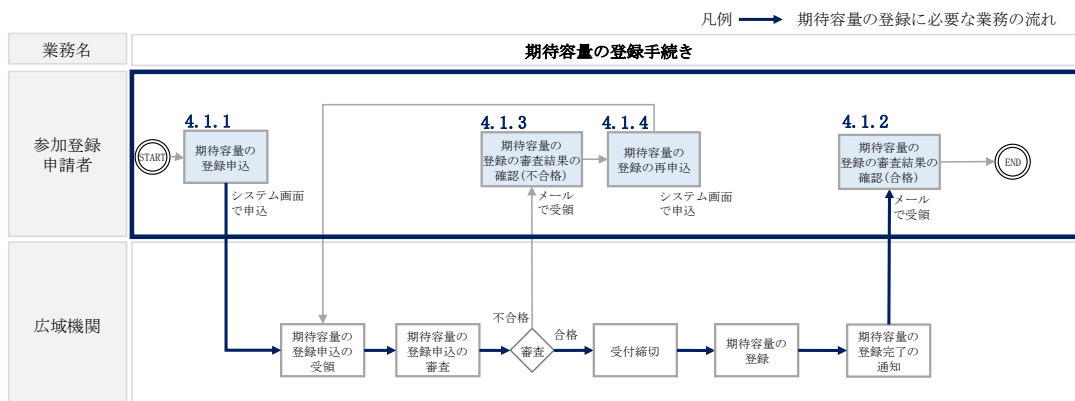 凡例 期待容量の登録に必要な業務の流れ
業務名
期待容量の登録手続き
参加登録
申請者
START
4.1.1
期待容量の
登録申込
システム画面
で申込
4.1.3
期待容量の
登録の審査結果の
確認(不合格)
メール
で受領
4.1.4
期待容量の
登録の再申込
システム画面
で申込
4.1.2
期待容量の
登録の審査結果の
確認(合格)
メール
で受領
END
広域機関
期待容量の
登録申込の
受領
期待容量の
登録申込の
審査
不合格
審査
合格
受付締切
期待容量の
登録
期待容量の
登録完了の
通知